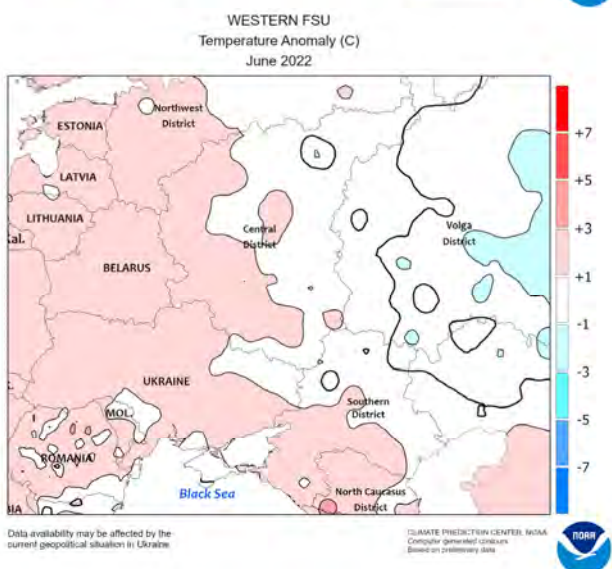 WESTERN FSU
Temperature Anomaly (C)
June 2022
Northwest
District
ESTONIA
LATVIA
LITHUANIA
Kal.
BELARUS
Central
District
Volga
District
UKRAINE
MOL.
Southern
District
ROMANIA
Black Sea
North Caucasus
District
+7
+5
+3
+1
-1
-3
-5
-7
Data availability may be affected by the
current geopolitical situation in Ukraine
CLIMATE PREDICTION CENTER, NOAA
Computer generated contours
Based on preliminary data
NOAA